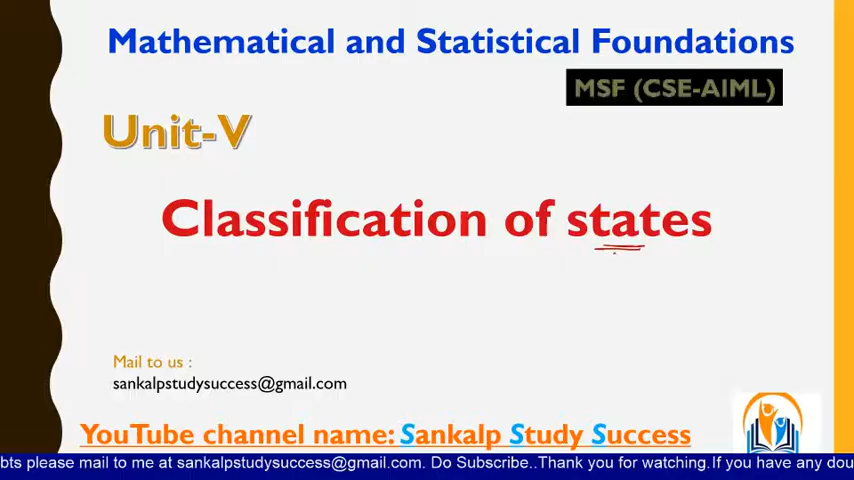 Mathematical and Statistical Foundations
MSF (CSE-AIML)
Unit-V
Classification of states
Mail to us :
sankalpstudysuccess@gmail.com
YouTube channel name: Sankalp Study Success
bts please mail to me at sankalpstudysuccess@gmail.com. Do Subscribe..Thank you for watching.If you have any dou